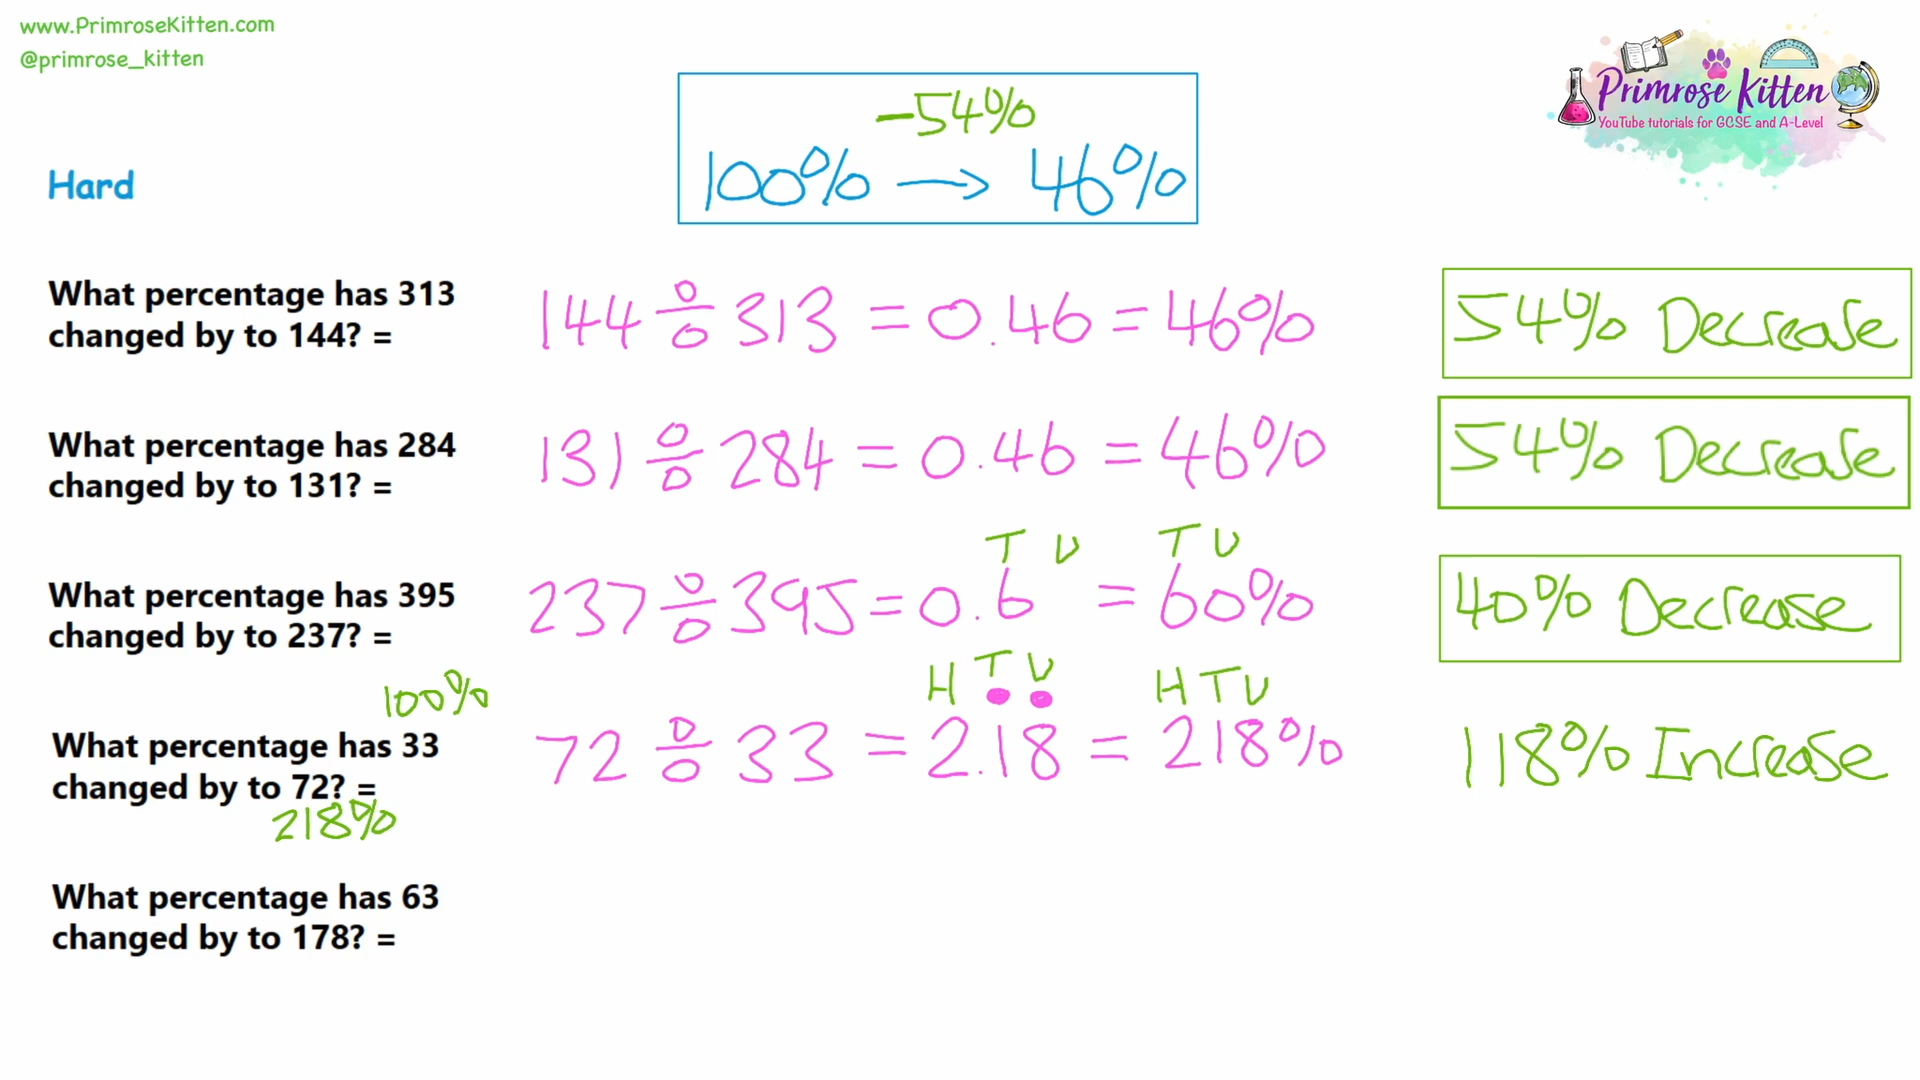 www.PrimroseKitten.com
@primrose_kitten
Primrose Kitten
YouTube tutorials for GCSE and A-Level
-54%
100% → 46%
Hard
What percentage has 313
changed by to 144? =
144 ÷ 313 = 0.46 = 46%
54% Decrease
What percentage has 284
changed by to 131? =
131 ÷ 284 = 0.46 = 46%
54% Decrease
T U T U
What percentage has 395
changed by to 237? =
237 ÷ 395 = 0.6 = 60%
40% Decrease
100%
H T U H T U
What percentage has 33
changed by to 72? =
218%
72 ÷ 33 = 2.18 = 218%
118% Increase
What percentage has 63
changed by to 178? =